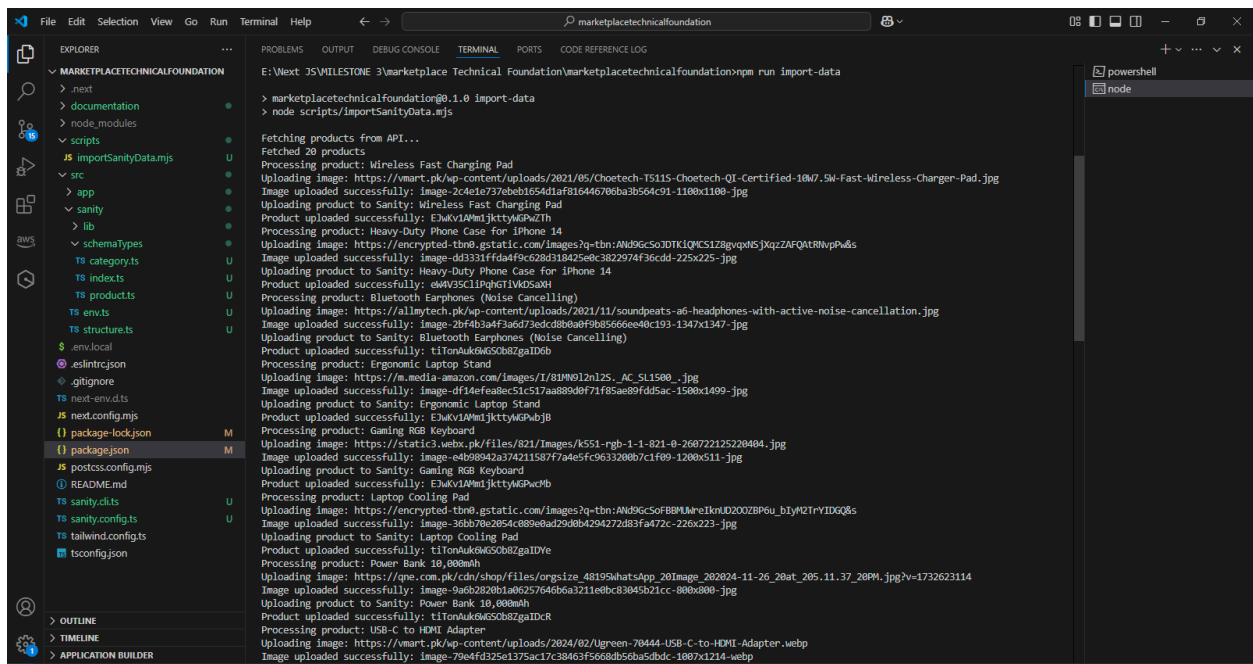 File Edit Selection View Go Run Terminal Help
marketplacetechnicalfoundation
EXPLORER
MARKETPLACETECHNICALFOUNDATION
.next
documentation
node_modules
scripts
JS importSanityData.mjs U
src
app
sanity
lib
schemaTypes
TS category.ts U
TS index.ts U
TS product.ts U
TS env.ts U
TS structure.ts U
$ .env.local
.eslintrc.json
.gitignore
TS next-env.d.ts
JS next.config.mjs
{} package-lock.json M
{} package.json M
JS postcss.config.mjs
README.md
TS sanity.cli.ts U
TS sanity.config.ts U
TS tailwind.config.ts
tsconfig.json
OUTLINE
TIMELINE
APPLICATION BUILDER
15
aws
1
PROBLEMS OUTPUT DEBUG CONSOLE TERMINAL PORTS CODE REFERENCE LOG
E:\Next JS\MILESTONE 3\marketplace Technical Foundation\marketplacetechnicalfoundation>npm run import-data
> marketplacetechnicalfoundation@0.1.0 import-data
> node scripts/importSanityData.mjs
Fetching products from API...
Fetched 20 products
Processing product: Wireless Fast Charging Pad
Uploading image: https://vmart.pk/wp-content/uploads/2021/05/Choetech-T511S-Choetech-QI-Certified-10W7.5W-Fast-Wireless-Charger-Pad.jpg
Image uploaded successfully: image-2c4e1e737ebeb1654d1af816446706ba3b564c91-1100x1100-jpg
Uploading product to Sanity: Wireless Fast Charging Pad
Product uploaded successfully: EJwKv1AMm1jkttyWGPwZTh
Processing product: Heavy-Duty Phone Case for iPhone 14
Uploading image: https://encrypted-tbn0.gstatic.com/images?q=tbn:ANd9GcSoJDTKiQMCS1Z8gvqxNSjXqzZAFQAtRNvpPw&s
Image uploaded successfully: image-dd3331ffda4f9c628d318425e0c3822974f36cdd-225x225-jpg
Uploading product to Sanity: Heavy-Duty Phone Case for iPhone 14
Product uploaded successfully: eW4V35CliPqhGTiVkDSaXH
Processing product: Bluetooth Earphones (Noise Cancelling)
Uploading image: https://allmytech.pk/wp-content/uploads/2021/11/soundpeats-a6-headphones-with-active-noise-cancellation.jpg
Image uploaded successfully: image-2bf4b3a4f3a6d73edcd8b0a0f9b85666ee40c193-1347x1347-jpg
Uploading product to Sanity: Bluetooth Earphones (Noise Cancelling)
Product uploaded successfully: tiTonAuk6WGSOb8ZgaID6b
Processing product: Ergonomic Laptop Stand
Uploading image: https://m.media-amazon.com/images/I/81MN9l2nl2S._AC_SL1500_.jpg
Image uploaded successfully: image-df14efea8ec51c517aa889d0f71f85ae89fdd5ac-1500x1499-jpg
Uploading product to Sanity: Ergonomic Laptop Stand
Product uploaded successfully: EJwKv1AMm1jkttyWGPwbjB
Processing product: Gaming RGB Keyboard
Uploading image: https://static3.webx.pk/files/821/Images/k551-rgb-1-1-821-0-260722125220404.jpg
Image uploaded successfully: image-e4b98942a374211587f7a4e5fc9633200b7c1f09-1200x511-jpg
Uploading product to Sanity: Gaming RGB Keyboard
Product uploaded successfully: EJwKv1AMm1jkttyWGPwcMb
Processing product: Laptop Cooling Pad
Uploading image: https://encrypted-tbn0.gstatic.com/images?q=tbn:ANd9GcSoFBBMUWreIknUD2OOZBP6u_bIyM2TrYIDGQ&s
Image uploaded successfully: image-36bb70e2054c089e0ad29d0b4294272d83fa472c-226x223-jpg
Uploading product to Sanity: Laptop Cooling Pad
Product uploaded successfully: tiTonAuk6WGSOb8ZgaIDYe
Processing product: Power Bank 10,000mAh
Uploading image: https://qne.com.pk/cdn/shop/files/orgsize_48195WhatsApp_20Image_202024-11-26_20at_205.11.37_20PM.jpg?v=1732623114
Image uploaded successfully: image-9a6b2820b1a06257646b6a3211e0bc83045b21cc-800x800-jpg
Uploading product to Sanity: Power Bank 10,000mAh
Product uploaded successfully: tiTonAuk6WGSOb8ZgaIDcR
Processing product: USB-C to HDMI Adapter
Uploading image: https://vmart.pk/wp-content/uploads/2024/02/Ugreen-70444-USB-C-to-HDMI-Adapter.webp
Image uploaded successfully: image-79e4fd325e1375ac17c38463f5668db56ba5dbdc-1007x1214-webp
powershell
node